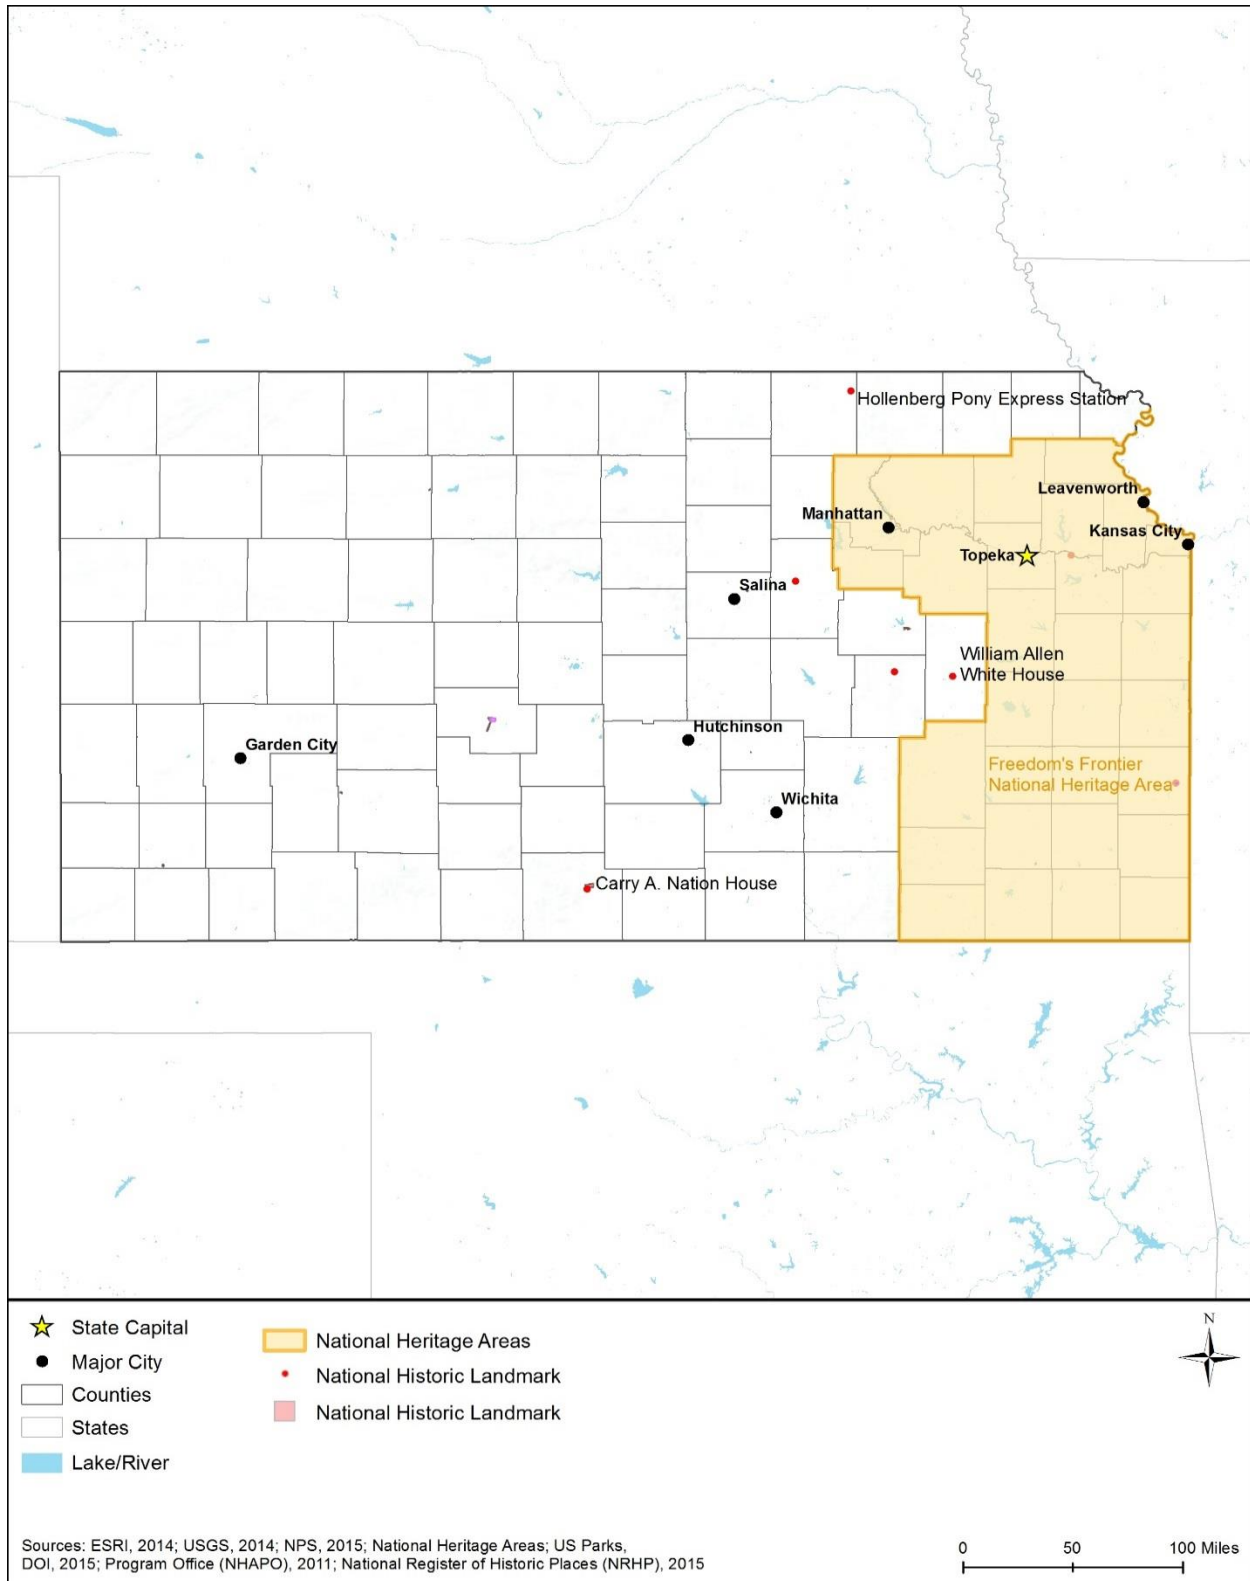 Hollenberg Pony Express Station
Leavenworth
Manhattan
Kansas City
Topeka
Salina
William Allen
White House
Hutchinson
Garden City
Freedom's Frontier
National Heritage Area
Wichita
Carry A. Nation House
State Capital
Major City
Counties
States
Lake/River
National Heritage Areas
National Historic Landmark
National Historic Landmark
N
Sources: ESRI, 2014; USGS, 2014; NPS, 2015; National Heritage Areas; US Parks,
DOI, 2015; Program Office (NHAPO), 2011; National Register of Historic Places (NRHP), 2015
0 50 100 Miles